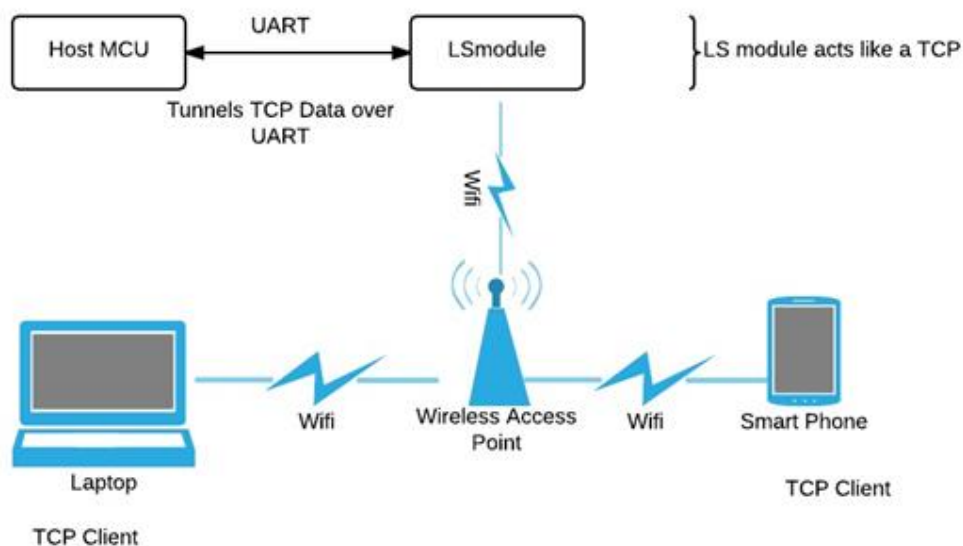 UART
Host MCU
LSmodule
LS module acts like a TCP
Tunnels TCP Data over
UART
Wifi
Wifi
Wireless Access
Point
Wifi
Smart Phone
Laptop
TCP Client
TCP Client